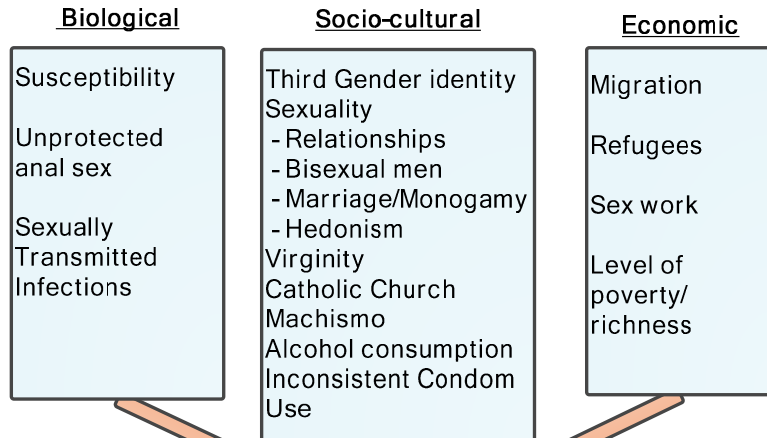 Biological
Susceptibility
Unprotected
anal sex
Sexually
Transmitted
Infections
Socio-cultural
Third Gender identity
Sexuality
- Relationships
- Bisexual men
- Marriage/Monogamy
- Hedonism
Virginity
Catholic Church
Machismo
Alcohol consumption
Inconsistent Condom
Use
Economic
Migration
Refugees
Sex work
Level of
poverty/
richness